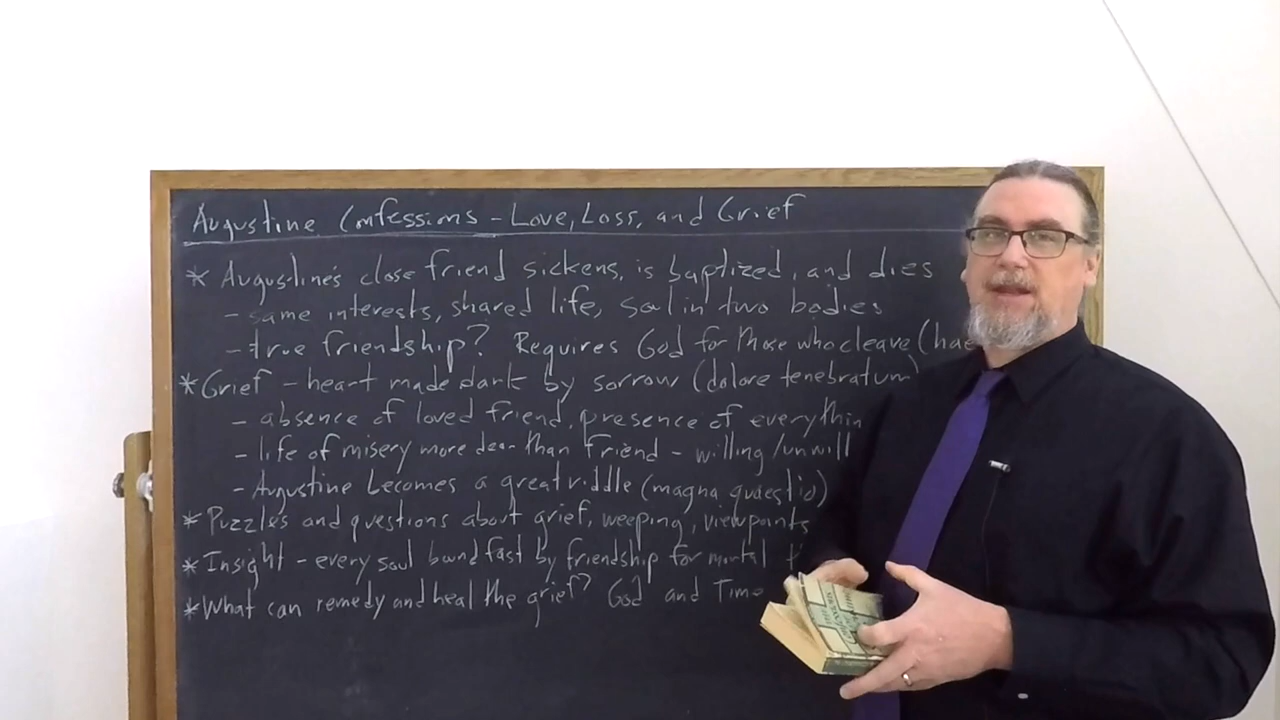 Augustine Confessions - Love, Loss, and Grief
* Augustine's close friend sickens, is baptized, and dies
- same interests, shared life, soul in two bodies
- true friendship? Requires God for those who cleave (hae
* Grief - heart made dark by sorrow (dolore tenebratum)
- absence of loved friend, presence of everythin
- life of misery more dear than friend - willing/unwill
- Augustine becomes a great riddle (magna quaestio)
* Puzzles and questions about grief, weeping, viewpoints
* Insight - every soul bound fast by friendship for mortal t
* What can remedy and heal the grief? God and Time